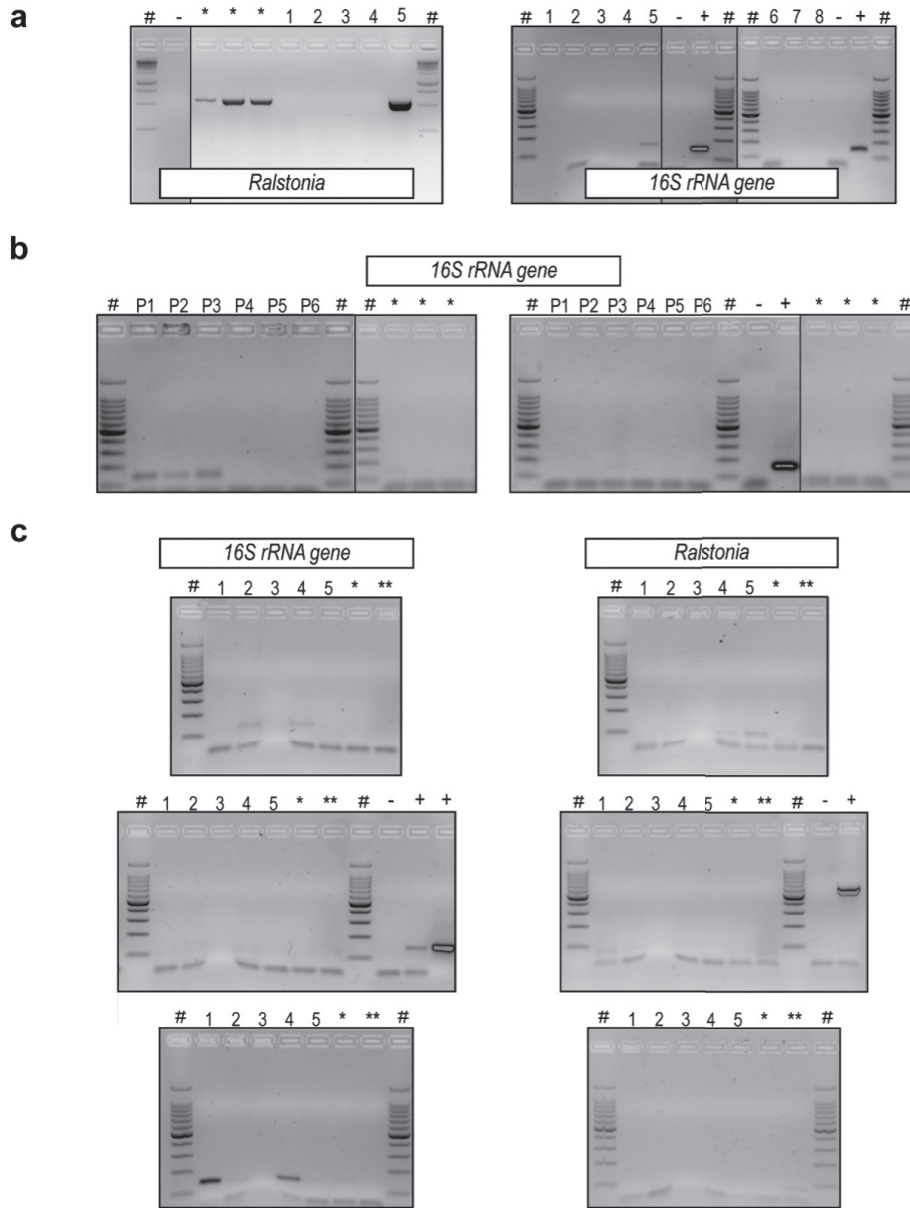 a
# - * * * 1 2 3 4 5 #
Ralstonia
# 1 2 3 4 5 - + # # 6 7 8 - + #
16S rRNA gene
b
16S rRNA gene
# P1 P2 P3 P4 P5 P6 # # * * *
# P1 P2 P3 P4 P5 P6 # - + * * * #
c
16S rRNA gene
# 1 2 3 4 5 * **
# 1 2 3 4 5 * ** # - + +
# 1 2 3 4 5 * ** #
Ralstonia
# 1 2 3 4 5 * **
# 1 2 3 4 5 * ** # - +
# 1 2 3 4 5 * ** #